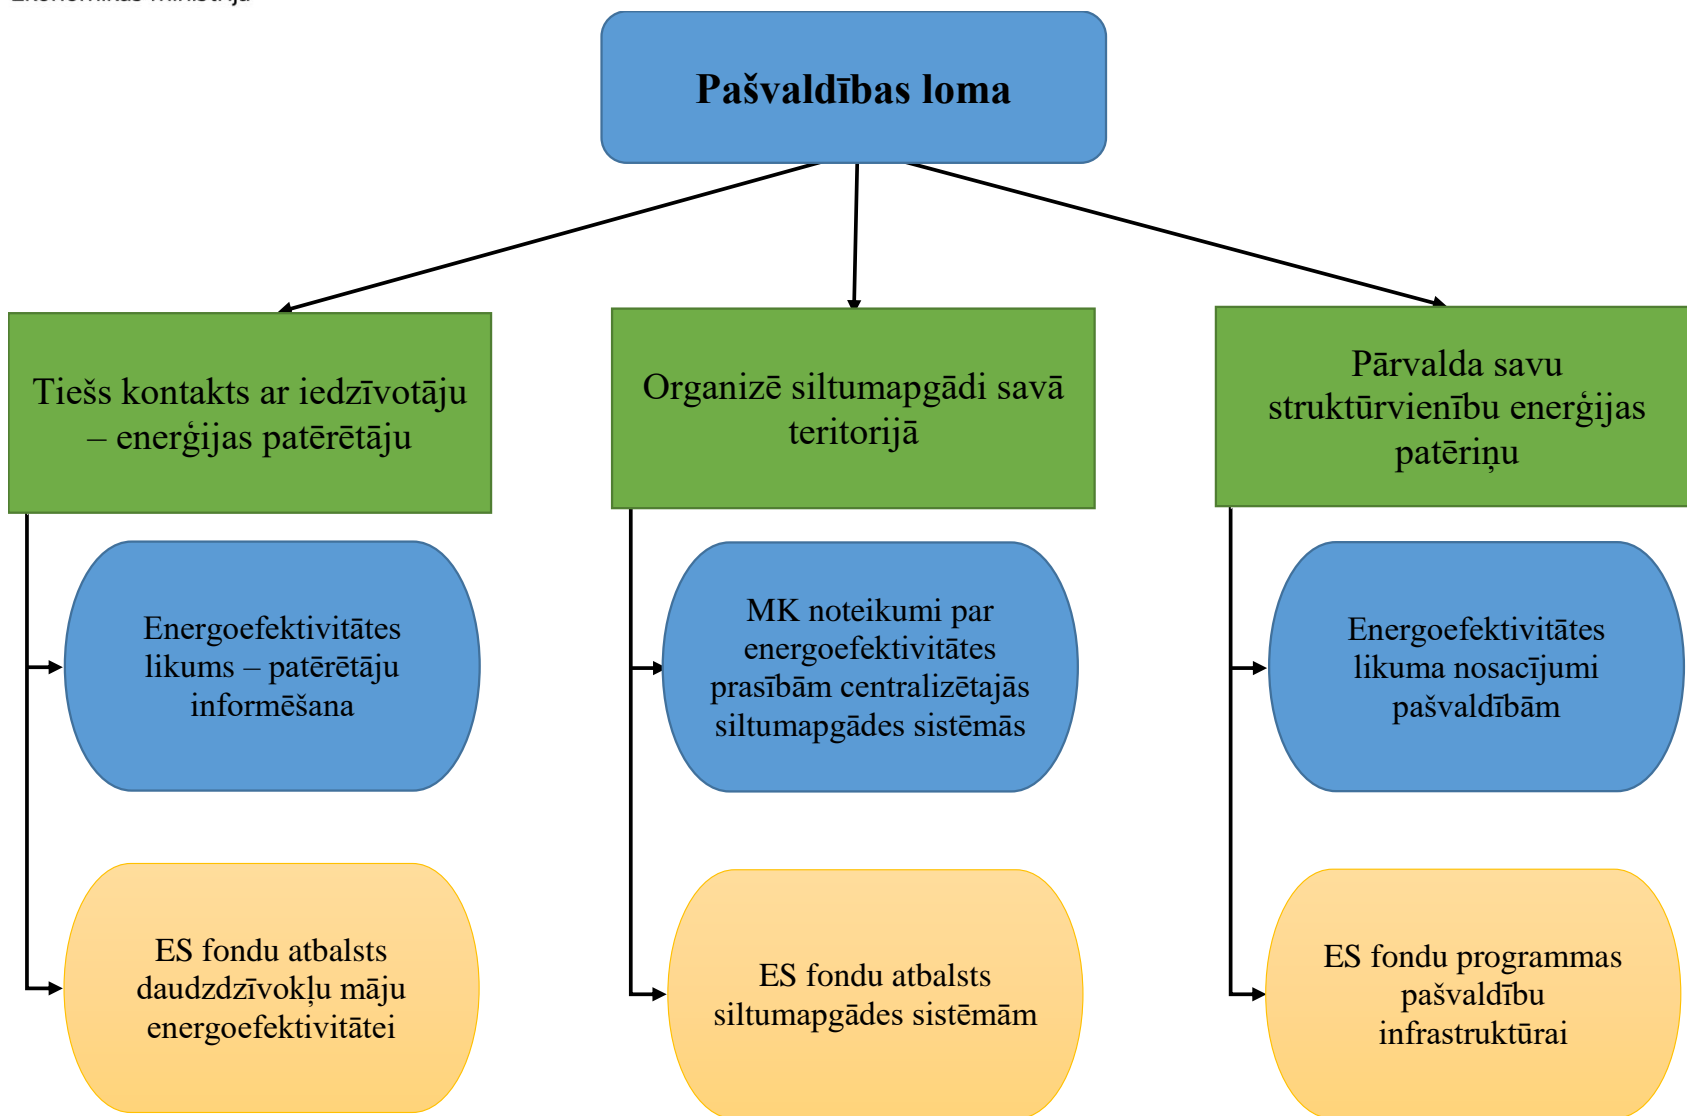 Ekonomikas ministrija
Pašvaldības loma
Tiešs kontakts ar iedzīvotāju
– enerģijas patērētāju
Organizē siltumapgādi savā
teritorijā
Pārvalda savu
struktūrvienību enerģijas
patēriņu
Energoefektivitātes
likums – patērētāju
informēšana
MK noteikumi par
energoefektivitātes
prasībām centralizētajās
siltumapgādes sistēmās
Energoefektivitātes
likuma nosacījumi
pašvaldībām
ES fondu atbalsts
daudzdzīvokļu māju
energoefektivitātei
ES fondu atbalsts
siltumapgādes sistēmām
ES fondu programmas
pašvaldību
infrastruktūrai